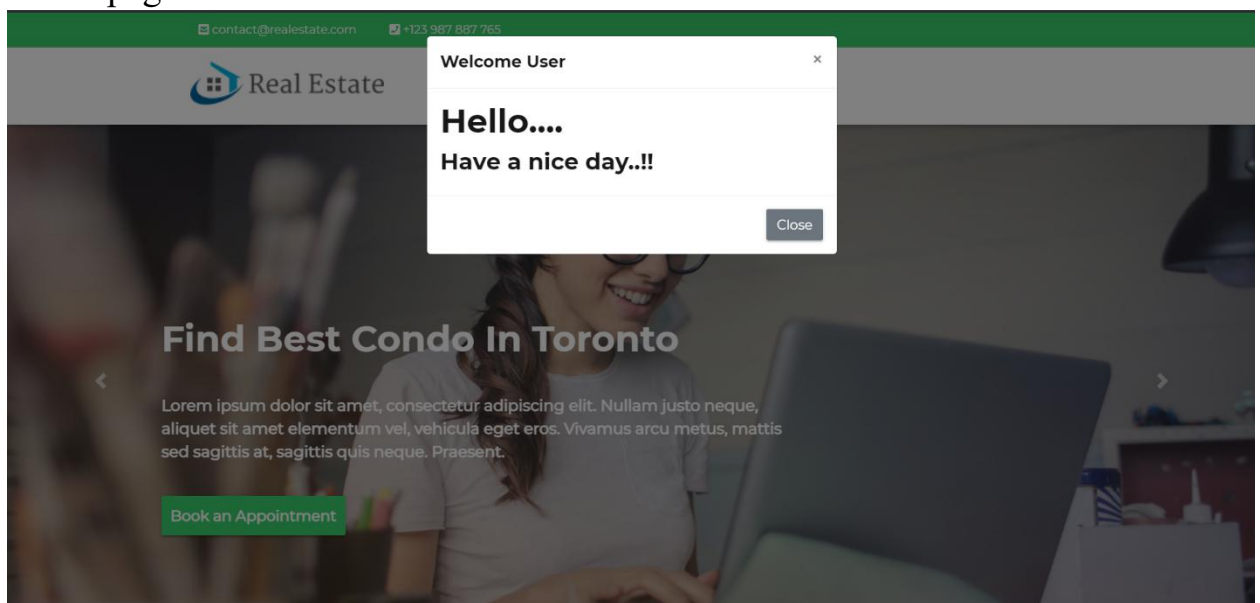 contact@realestate.com +123 987 887 765
Welcome User ×
Real Estate
Hello....
Have a nice day..!!
Close
Find Best Condo In Toronto
Lorem ipsum dolor sit amet, consectetur adipiscing elit. Nullam justo neque,
aliquet sit amet elementum vel, vehicula eget eros. Vivamus arcu metus, mattis
sed sagittis at, sagittis quis neque. Praesent.
Book an Appointment